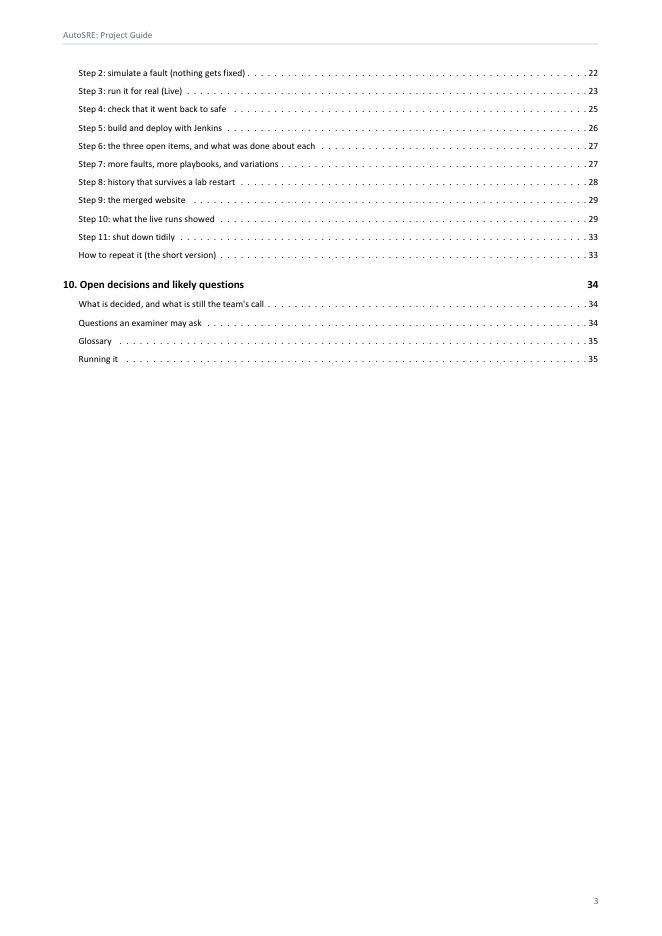 AutoSRE: Project Guide
Step 2: simulate a fault (nothing gets fixed) . . . . . . . . . . . . . . . . . . . . . . . . . . . . . . . . . . . . . . . . . 22
Step 3: run it for real (Live) . . . . . . . . . . . . . . . . . . . . . . . . . . . . . . . . . . . . . . . . . . . . . . . . 23
Step 4: check that it went back to safe . . . . . . . . . . . . . . . . . . . . . . . . . . . . . . . . . . . . . . . . . . 25
Step 5: build and deploy with Jenkins . . . . . . . . . . . . . . . . . . . . . . . . . . . . . . . . . . . . . . . . . . . 26
Step 6: the three open items, and what was done about each . . . . . . . . . . . . . . . . . . . . . . . . . . . . . . . . 27
Step 7: more faults, more playbooks, and variations . . . . . . . . . . . . . . . . . . . . . . . . . . . . . . . . . . . . 27
Step 8: history that survives a lab restart . . . . . . . . . . . . . . . . . . . . . . . . . . . . . . . . . . . . . . . . . 28
Step 9: the merged website . . . . . . . . . . . . . . . . . . . . . . . . . . . . . . . . . . . . . . . . . . . . . . . 29
Step 10: what the live runs showed . . . . . . . . . . . . . . . . . . . . . . . . . . . . . . . . . . . . . . . . . . . . 29
Step 11: shut down tidily . . . . . . . . . . . . . . . . . . . . . . . . . . . . . . . . . . . . . . . . . . . . . . . . . 33
How to repeat it (the short version) . . . . . . . . . . . . . . . . . . . . . . . . . . . . . . . . . . . . . . . . . . . . 33
10. Open decisions and likely questions 34
What is decided, and what is still the team's call . . . . . . . . . . . . . . . . . . . . . . . . . . . . . . . . . . . . . . 34
Questions an examiner may ask . . . . . . . . . . . . . . . . . . . . . . . . . . . . . . . . . . . . . . . . . . . . . . 34
Glossary . . . . . . . . . . . . . . . . . . . . . . . . . . . . . . . . . . . . . . . . . . . . . . . . . . . . . . . . 35
Running it . . . . . . . . . . . . . . . . . . . . . . . . . . . . . . . . . . . . . . . . . . . . . . . . . . . . . . . 35
3